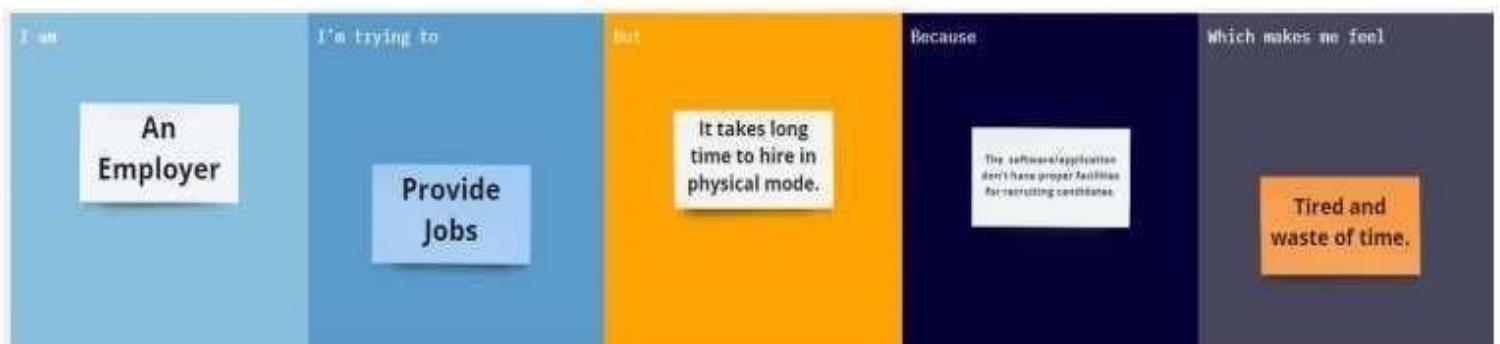 I am
I'm trying to
But
Because
Which makes me feel
An
Employer
Provide
Jobs
It takes long
time to hire in
physical mode.
The software/application
don't have proper facilities
for recruiting candidates.
Tired and
waste of time.